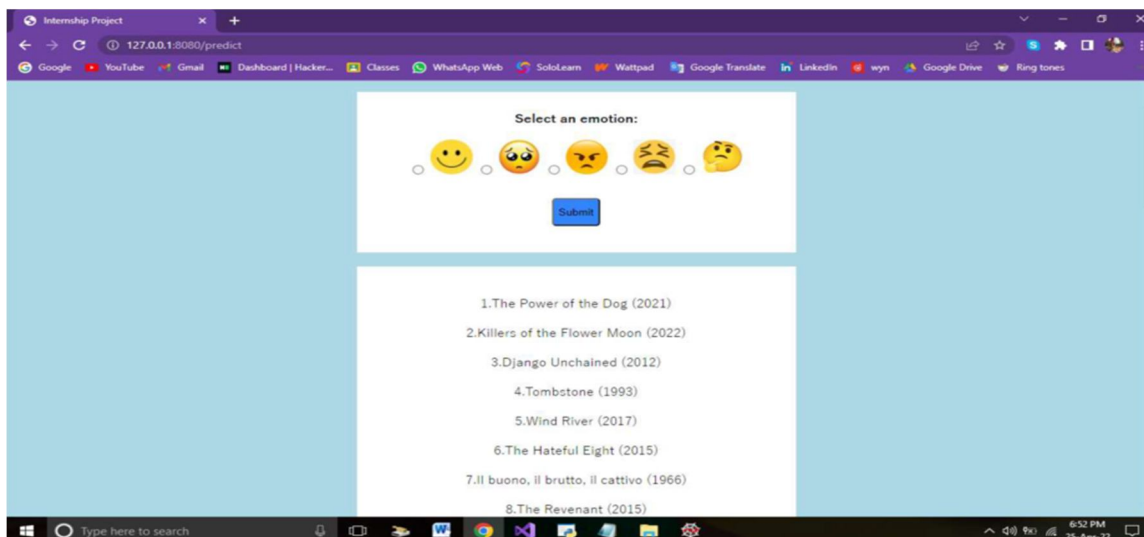 Internship Project
127.0.0.1:8080/predict
Google YouTube Gmail Dashboard | Hacker... Classes WhatsApp Web SoloLearn Wattpad Google Translate LinkedIn wyn Google Drive Ring tones
Select an emotion:
Submit
1.The Power of the Dog (2021)
2.Killers of the Flower Moon (2022)
3.Django Unchained (2012)
4.Tombstone (1993)
5.Wind River (2017)
6.The Hateful Eight (2015)
7.Il buono, il brutto, il cattivo (1966)
8.The Revenant (2015)
Type here to search
6:52 PM
25-Apr-22